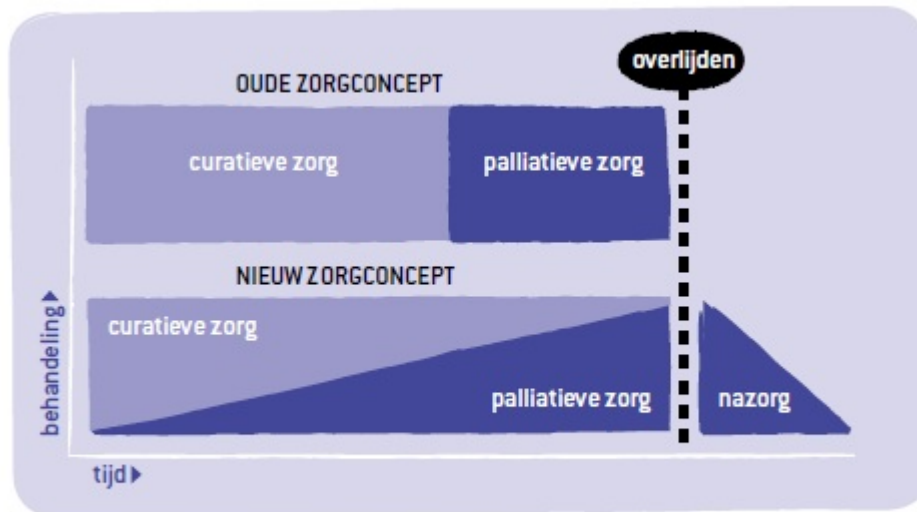 overlijden
OUDE ZORGCONCEPT
curatieve zorg
palliatieve zorg
NIEUW ZORGCONCEPT
curatieve zorg
palliatieve zorg
nazorg
behandeling
tijd